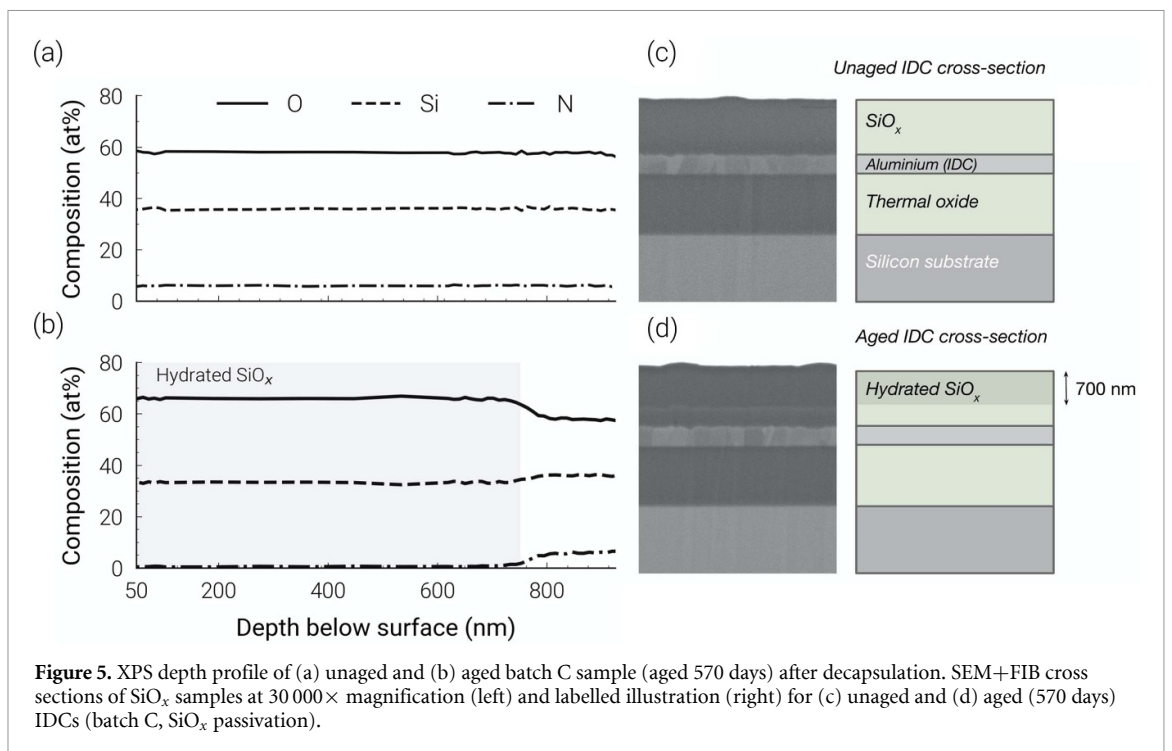 (a)
O Si N
Composition (at%)
80
60
40
20
0
(b)
Hydrated SiOx
Composition (at%)
80
60
40
20
0
50 200 400 600 800
Depth below surface (nm)
(c)
Unaged IDC cross-section
SiOx
Aluminium (IDC)
Thermal oxide
Silicon substrate
(d)
Aged IDC cross-section
Hydrated SiOx
700 nm
Figure 5. XPS depth profile of (a) unaged and (b) aged batch C sample (aged 570 days) after decapsulation. SEM+FIB cross
sections of SiOx samples at 30 000× magnification (left) and labelled illustration (right) for (c) unaged and (d) aged (570 days)
IDCs (batch C, SiOx passivation).